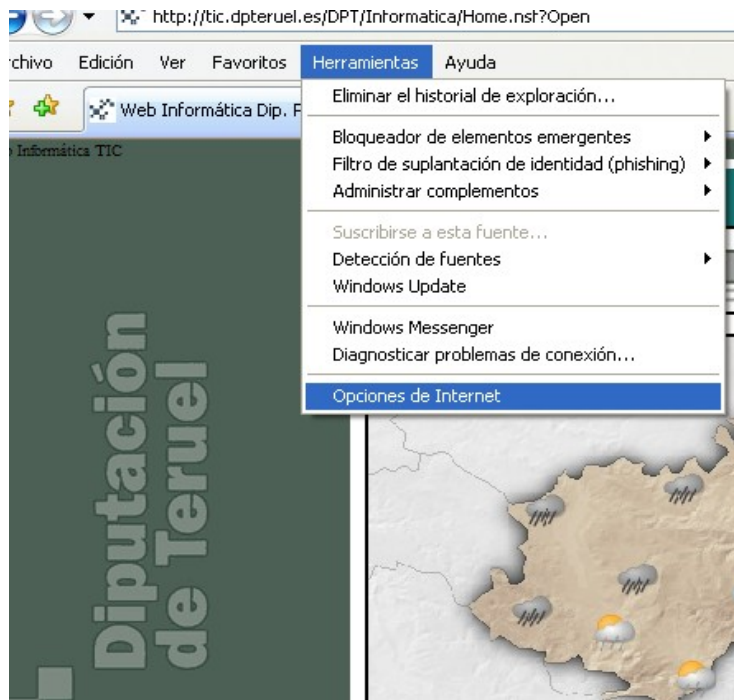 http://tic.dpteruel.es/DPT/Informatica/Home.nsf?Open
rchivo Edición Ver Favoritos Herramientas Ayuda
Web Informática Dip. P
Informática TIC
Eliminar el historial de exploración...
Bloqueador de elementos emergentes
Filtro de suplantación de identidad (phishing)
Administrar complementos
Suscribirse a esta fuente...
Detección de fuentes
Windows Update
Windows Messenger
Diagnosticar problemas de conexión...
Opciones de Internet
Diputación
de Teruel